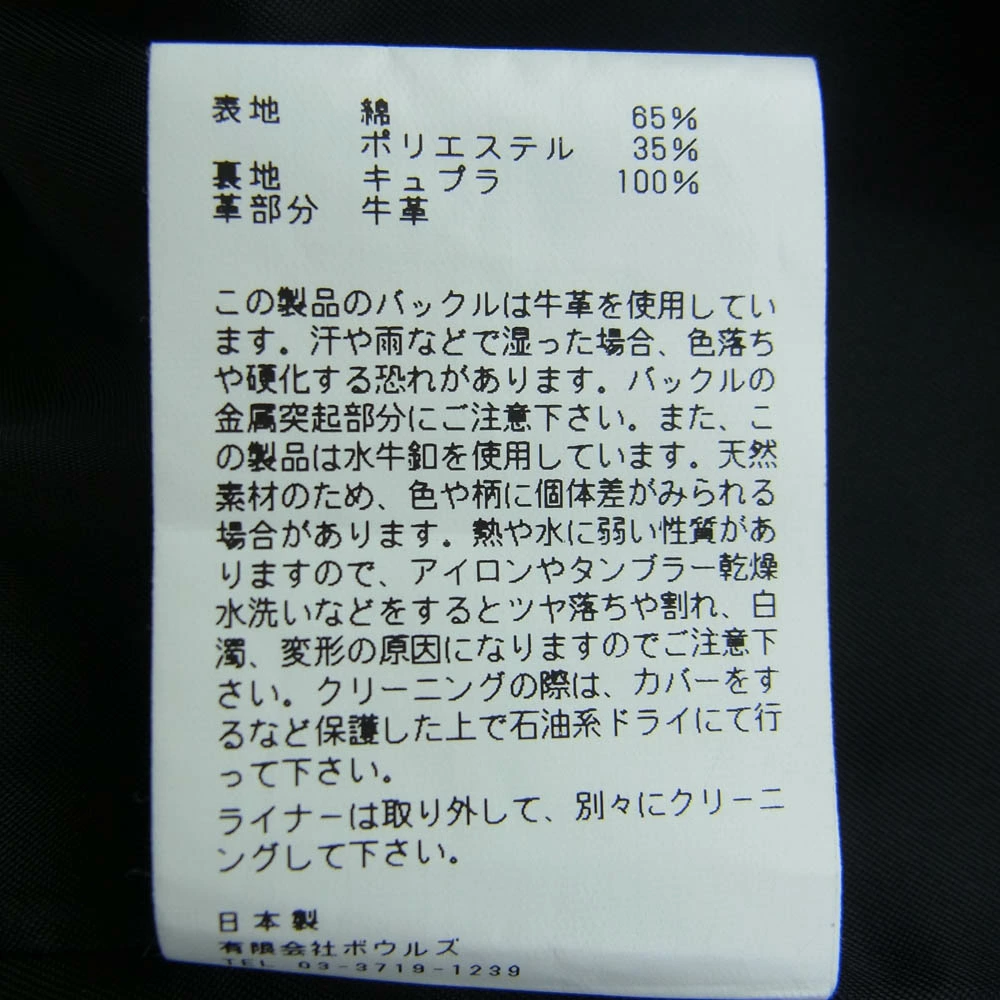 表地 綿 65%
ポリエステル 35%
裏地 キュプラ 100%
革部分 牛革
この製品のバックルは牛革を使用してい
ます。汗や雨などで湿った場合、色落ち
や硬化する恐れがあります。バックルの
金属突起部分にご注意下さい。また、こ
の製品は水牛釦を使用しています。天然
素材のため、色や柄に個体差がみられる
場合があります。熱や水に弱い性質があ
りますので、アイロンやタンブラー乾燥
水洗いなどをするとツヤ落ちや割れ、白
濁、変形の原因になりますのでご注意下
さい。クリーニングの際は、カバーをす
るなど保護した上で石油系ドライにて行
って下さい。
ライナーは取り外して、別々にクリーニ
ングして下さい。
日本製
有限会社ボウルズ
TEL 03-3719-1239